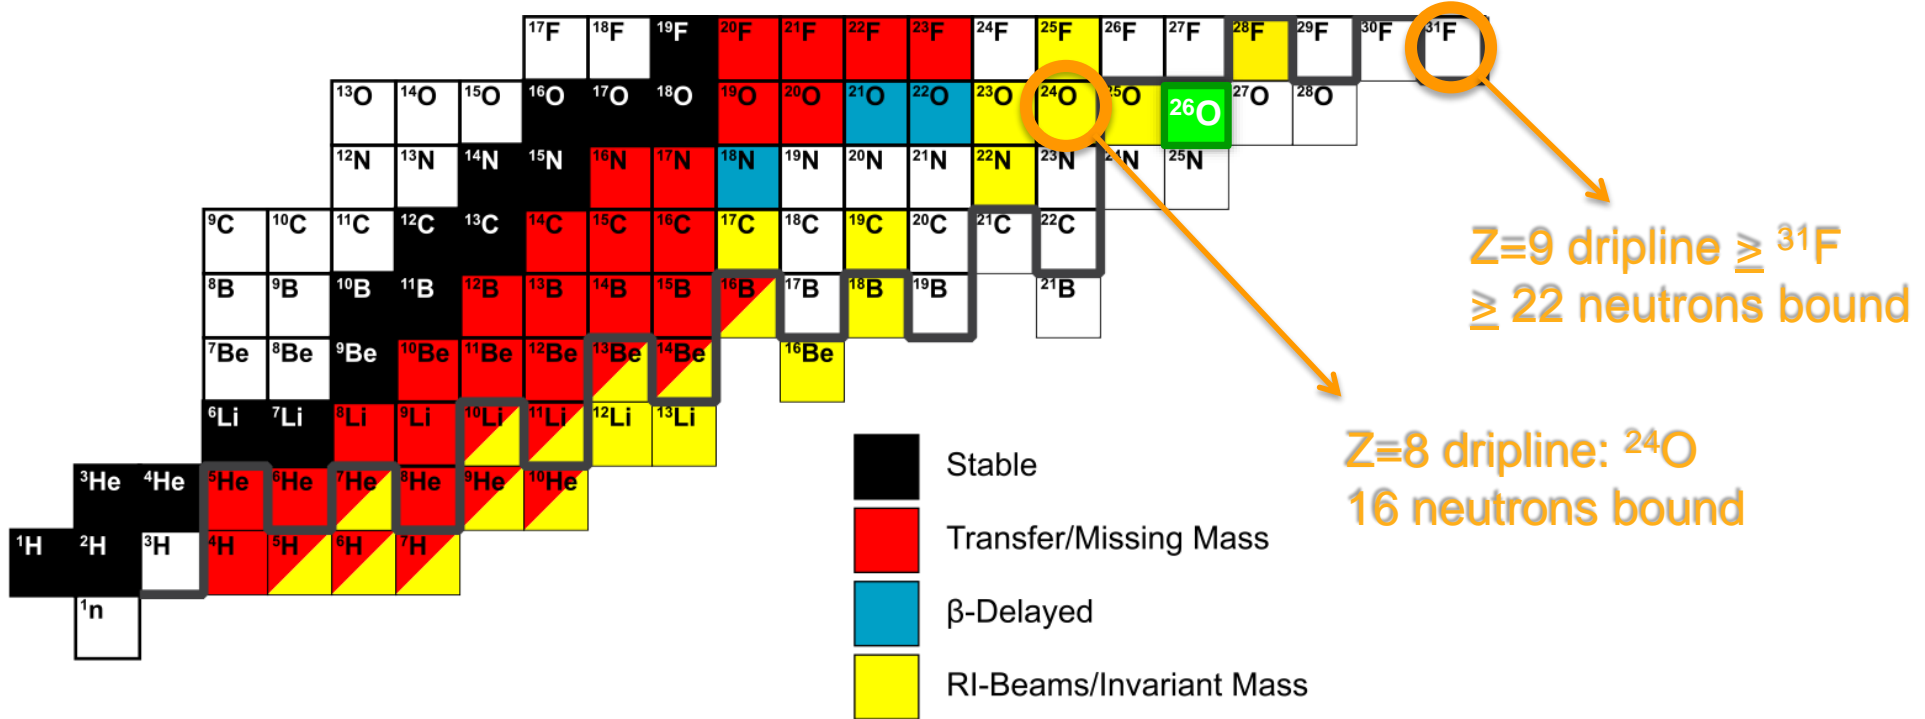 ¹⁷F ¹⁸F ¹⁹F ²⁰F ²¹F ²²F ²³F ²⁴F ²⁵F ²⁶F ²⁷F ²⁸F ²⁹F ³⁰F ³¹F
¹³O ¹⁴O ¹⁵O ¹⁶O ¹⁷O ¹⁸O ¹⁹O ²⁰O ²¹O ²²O ²³O ²⁴O ²⁵O ²⁶O ²⁷O ²⁸O
¹²N ¹³N ¹⁴N ¹⁵N ¹⁶N ¹⁷N ¹⁸N ¹⁹N ²⁰N ²¹N ²²N ²³N ²⁴N ²⁵N
⁹C ¹⁰C ¹¹C ¹²C ¹³C ¹⁴C ¹⁵C ¹⁶C ¹⁷C ¹⁸C ¹⁹C ²⁰C ²¹C ²²C
⁸B ⁹B ¹⁰B ¹¹B ¹²B ¹³B ¹⁴B ¹⁵B ¹⁶B ¹⁷B ¹⁸B ¹⁹B ²¹B
⁷Be ⁸Be ⁹Be ¹⁰Be ¹¹Be ¹²Be ¹³Be ¹⁴Be ¹⁶Be
⁶Li ⁷Li ⁸Li ⁹Li ¹⁰Li ¹¹Li ¹²Li ¹³Li
³He ⁴He ⁵He ⁶He ⁷He ⁸He ⁹He ¹⁰He
¹H ²H ³H ⁴H ⁵H ⁶H ⁷H
¹n
Z=9 dripline ≥ ³¹F
≥ 22 neutrons bound
Z=8 dripline: ²⁴O
16 neutrons bound
Stable
Transfer/Missing Mass
β-Delayed
RI-Beams/Invariant Mass